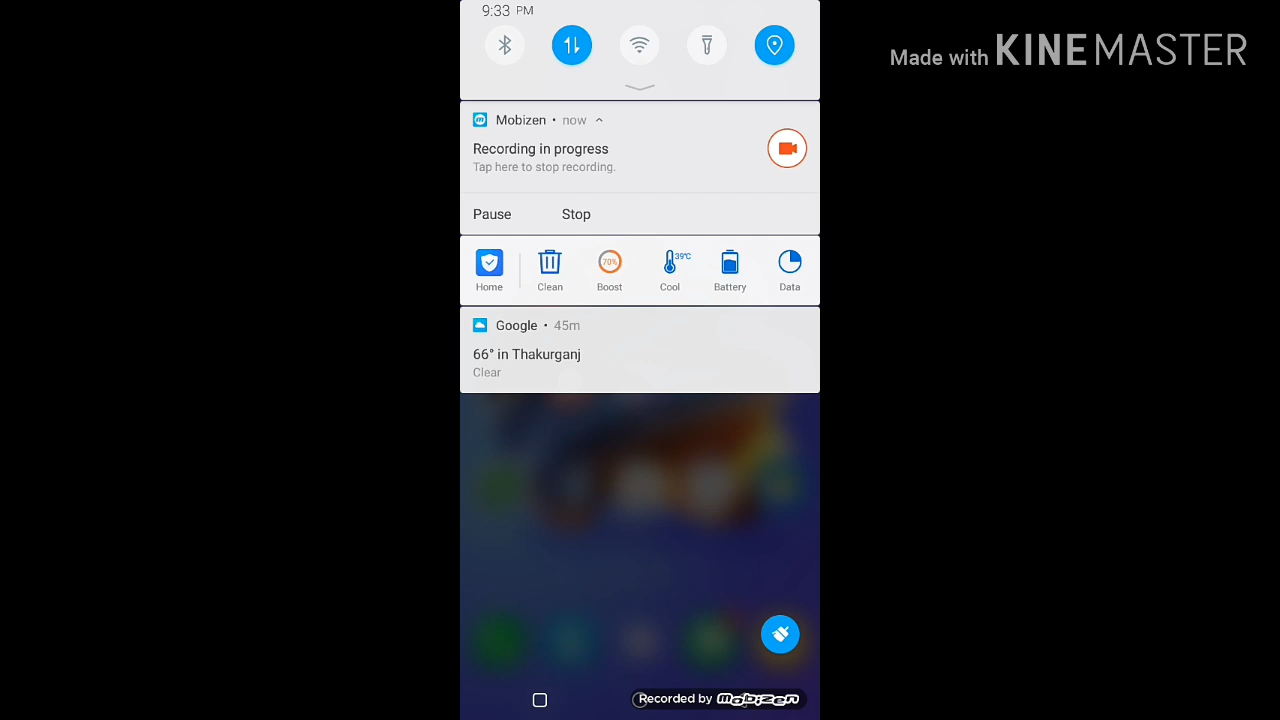 9:33 PM
Made with KINEMASTER
Mobizen • now
Recording in progress
Tap here to stop recording.
Pause Stop
70% 39°C
Home Clean Boost Cool Battery Data
Google • 45m
66° in Thakurganj
Clear
Recorded by mobizen